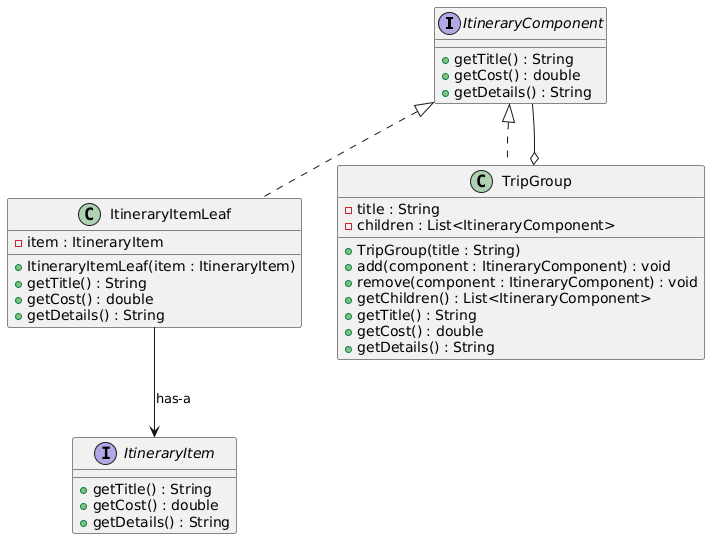 I ItineraryComponent
getTitle() : String
getCost() : double
getDetails() : String
C ItineraryItemLeaf
item : ItineraryItem
ItineraryItemLeaf(item : ItineraryItem)
getTitle() : String
getCost() : double
getDetails() : String
C TripGroup
title : String
children : List<ItineraryComponent>
TripGroup(title : String)
add(component : ItineraryComponent) : void
remove(component : ItineraryComponent) : void
getChildren() : List<ItineraryComponent>
getTitle() : String
getCost() : double
getDetails() : String
has-a
I ItineraryItem
getTitle() : String
getCost() : double
getDetails() : String